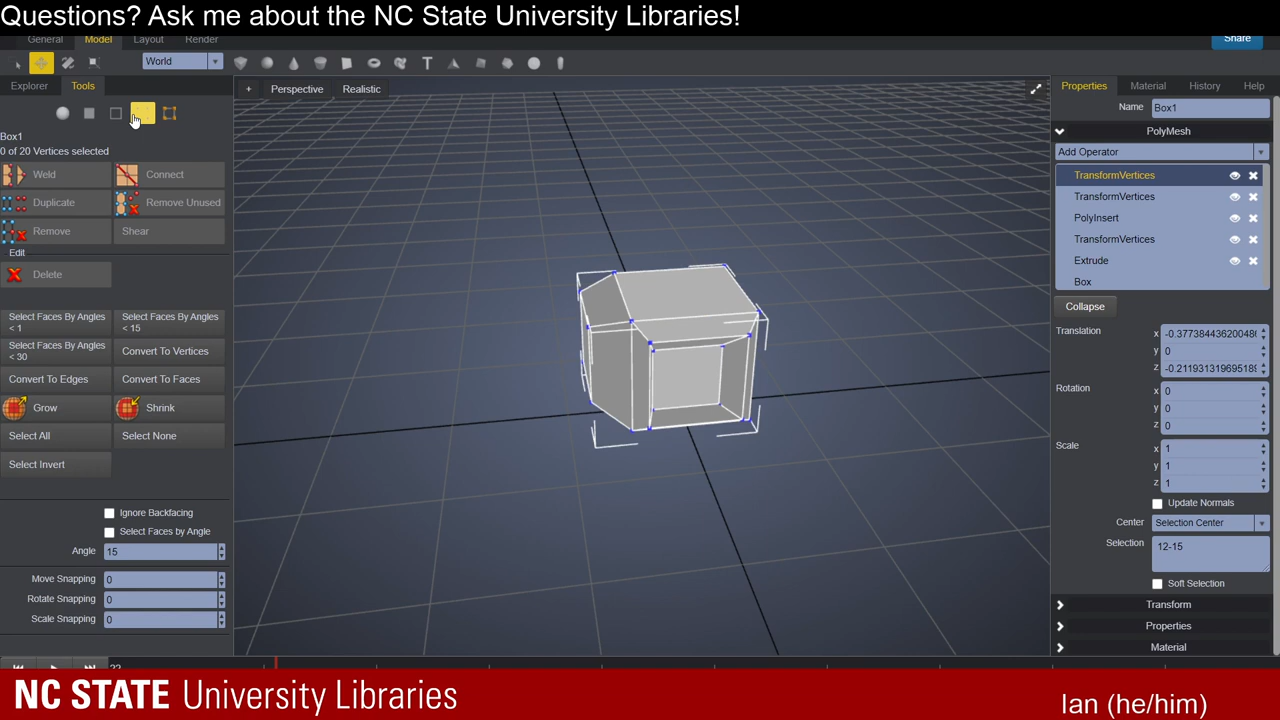 Questions? Ask me about the NC State University Libraries!
General Model Layout Render Share
World
Explorer Tools + Perspective Realistic Properties Material History Help
Name Box1
PolyMesh
Box1
0 of 20 Vertices selected
Add Operator
Weld Connect
TransformVertices
Duplicate Remove Unused
TransformVertices
PolyInsert
Remove Shear
TransformVertices
Edit
Extrude
Delete
Box
Collapse
Select Faces By Angles < 1
Select Faces By Angles < 15
Translation x -0.377384436200486
y 0
z -0.211931319695189
Select Faces By Angles < 30
Convert To Vertices
Convert To Edges Convert To Faces
Rotation x 0
y 0
z 0
Grow Shrink
Select All Select None
Scale x 1
y 1
z 1
Select Invert
Update Normals
Ignore Backfacing
Center Selection Center
Select Faces by Angle
Selection 12-15
Angle 15
Move Snapping 0
Soft Selection
Rotate Snapping 0
Transform
Scale Snapping 0
Properties
Material
22
NC STATE University Libraries
Ian (he/him)